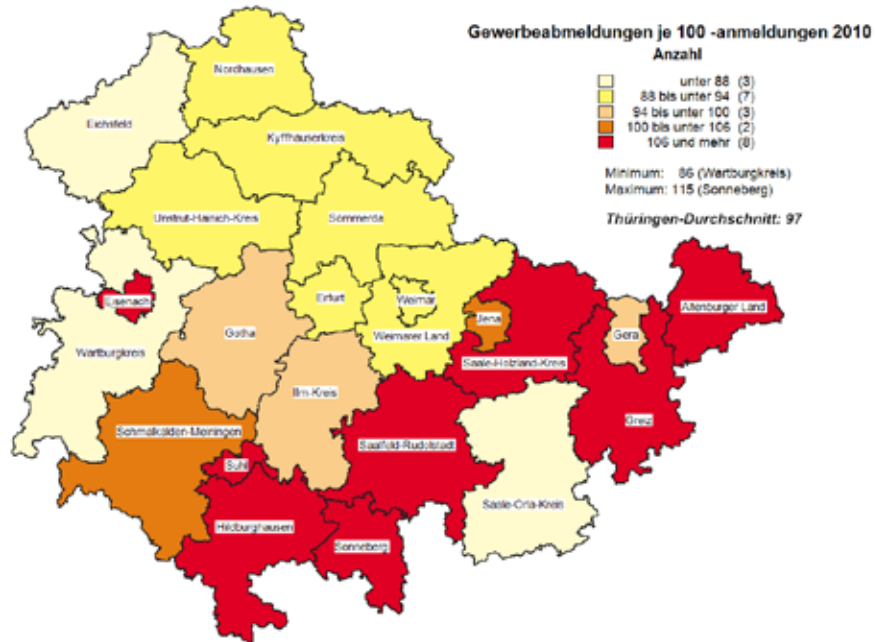 Gewerbeabmeldungen je 100 -anmeldungen 2010
Anzahl
unter 88 (3)
88 bis unter 94 (7)
94 bis unter 100 (3)
100 bis unter 106 (2)
106 und mehr (8)
Minimum: 86 (Wartburgkreis)
Maximum: 115 (Sonneberg)
Thüringen-Durchschnitt: 97
Nordhausen
Eichsfeld
Kyffhäuserkreis
Unstrut-Hainich-Kreis
Sömmerda
Eisenach
Erfurt
Weimar
Altenburger Land
Gotha
Jena
Gera
Weimarer Land
Wartburgkreis
Saale-Holzland-Kreis
Ilm-Kreis
Greiz
Schmalkalden-Meiningen
Saalfeld-Rudolstadt
Suhl
Saale-Orla-Kreis
Hildburghausen
Sonneberg